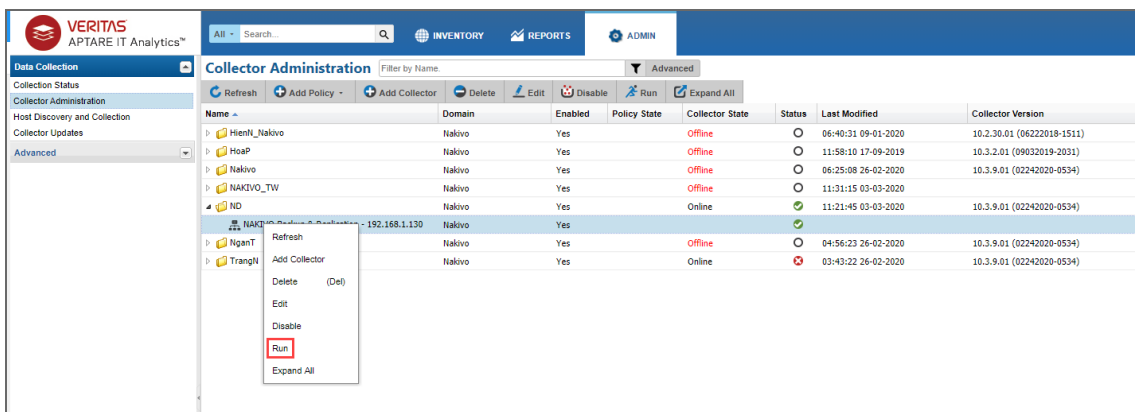 VERITAS
APTARE IT Analytics™
All Search... INVENTORY REPORTS ADMIN
Data Collection
Collection Status
Collector Administration
Host Discovery and Collection
Collector Updates
Advanced
Collector Administration Filter by Name. Advanced
Refresh Add Policy Add Collector Delete Edit Disable Run Expand All
Name Domain Enabled Policy State Collector State Status Last Modified Collector Version
HienN_Nakivo Nakivo Yes Offline 06:40:31 09-01-2020 10.2.30.01 (06222018-1511)
HoaP Nakivo Yes Offline 11:58:10 17-09-2019 10.3.2.01 (09032019-2031)
Nakivo Nakivo Yes Offline 06:25:08 26-02-2020 10.3.9.01 (02242020-0534)
NAKIVO_TW Nakivo Yes Offline 11:31:15 03-03-2020
ND Nakivo Yes Online 11:21:45 03-03-2020 10.3.9.01 (02242020-0534)
NAKIVO Backup & Replication - 192.168.1.130 Nakivo Yes
NganT Nakivo Yes Offline 04:56:23 26-02-2020 10.3.9.01 (02242020-0534)
TrangN Nakivo Yes Online 03:43:22 26-02-2020 10.3.9.01 (02242020-0534)
Refresh
Add Collector
Delete (Del)
Edit
Disable
Run
Expand All